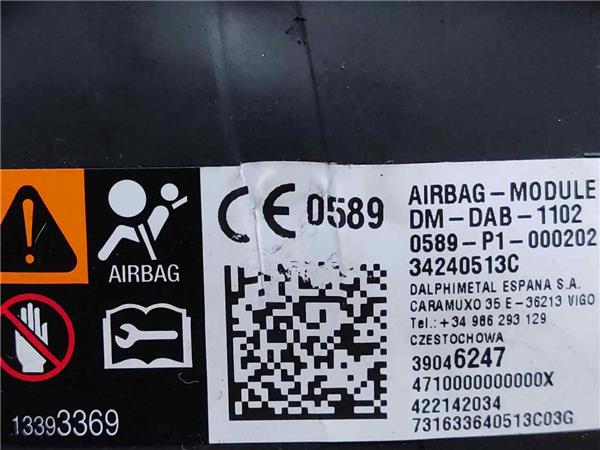 AIRBAG
13393369
CE 0589
AIRBAG-MODULE
DM-DAB-1102
0589-P1-000202
34240513C
DALPHIMETAL ESPANA S.A.
CARAMUXO 35 E-36213 VIGO
Tel.: +34 986 293 129
CZESTOCHOWA
39046247
4710000000000X
422142034
731633640513C03G